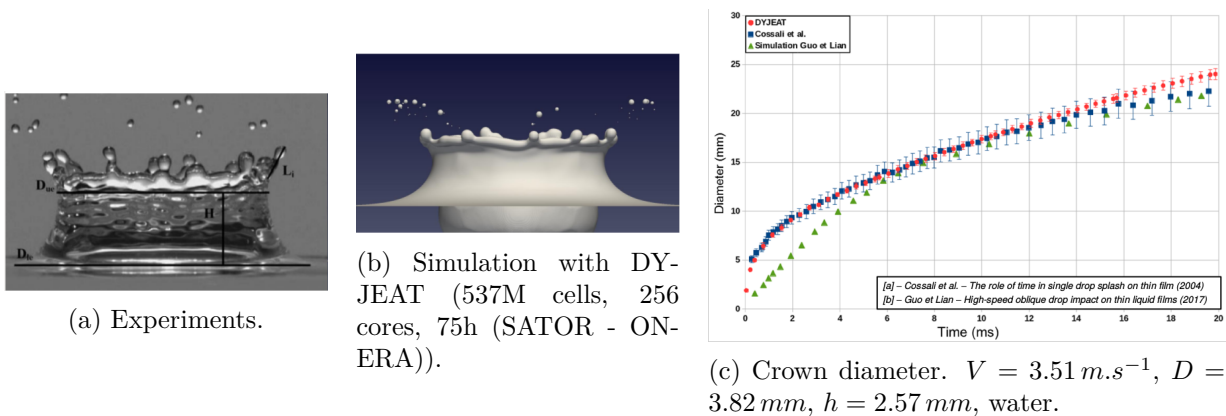 D_ue
L_j
H
D_le
(a) Experiments.
(b) Simulation with DY-
JEAT (537M cells, 256
cores, 75h (SATOR - ON-
ERA)).
DYJEAT
Cossali et al.
Simulation Guo et Lian
Diameter (mm)
30
25
20
15
10
5
0
0 2 4 6 8 10 12 14 16 18 20
Time (ms)
[a] – Cossali et al. – The role of time in single drop splash on thin film (2004)
[b] – Guo et Lian – High-speed oblique drop impact on thin liquid films (2017)
(c) Crown diameter. V = 3.51 m.s⁻¹, D =
3.82 mm, h = 2.57 mm, water.